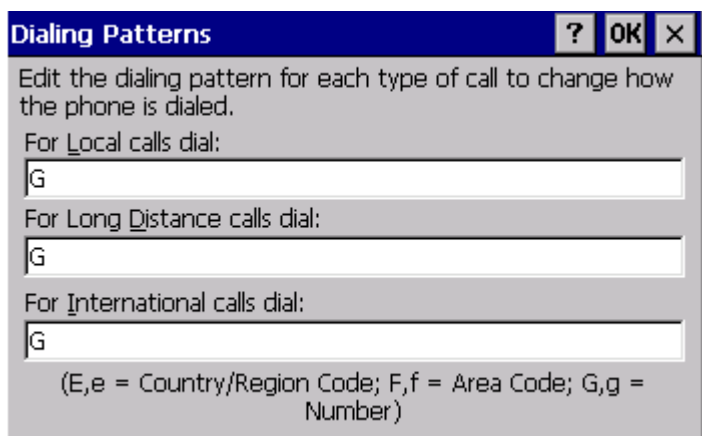 Dialing Patterns ? OK ×
Edit the dialing pattern for each type of call to change how
the phone is dialed.
For Local calls dial:
G
For Long Distance calls dial:
G
For International calls dial:
G
(E,e = Country/Region Code; F,f = Area Code; G,g =
Number)